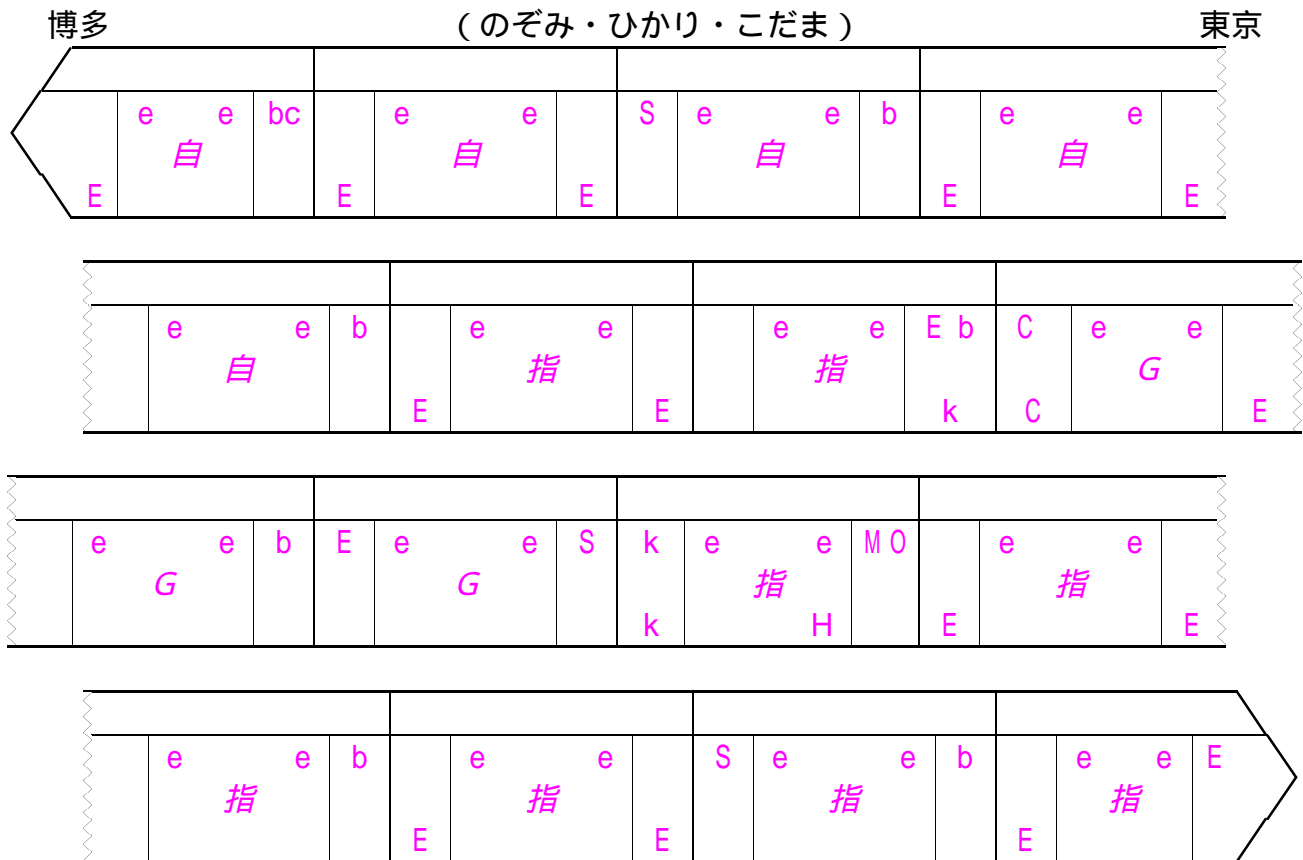 博多 (のぞみ・ひかり・こだま) 東京
e e bc e e S e e b e e
自 自 自 自
E E E E E
e e b e e e e E b C e e
自 指 指 G
E E k C E
e e b E e e S k e e M O e e
G G 指 指
k H E E
e e b e e S e e b e e E
指 指 指 指
E E E